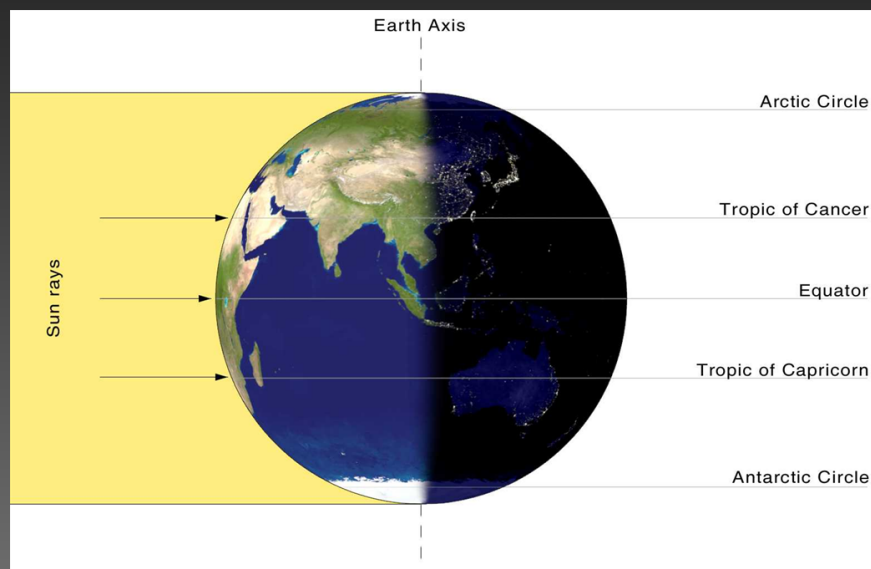 Earth Axis
Arctic Circle
Tropic of Cancer
Sun rays
Equator
Tropic of Capricorn
Antarctic Circle